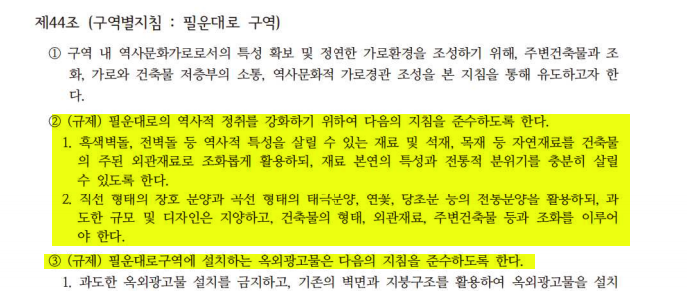 제44조 (구역별지침 : 필운대로 구역)
① 구역 내 역사문화가로로서의 특성 확보 및 정연한 가로환경을 조성하기 위해, 주변건축물과 조
화, 가로와 건축물 저층부의 소통, 역사문화적 가로경관 조성을 본 지침을 통해 유도하고자 한
다.
② (규제) 필운대로의 역사적 정취를 강화하기 위하여 다음의 지침을 준수하도록 한다.
1. 흑색벽돌, 전벽돌 등 역사적 특성을 살릴 수 있는 재료 및 석재, 목재 등 자연재료를 건축물
의 주된 외관재료로 조화롭게 활용하되, 재료 본연의 특성과 전통적 분위기를 충분히 살릴
수 있도록 한다.
2. 직선 형태의 창호 문양과 곡선 형태의 태극문양, 연꽃, 당초문 등의 전통문양을 활용하되, 과
도한 규모 및 디자인은 지양하고, 건축물의 형태, 외관재료, 주변건축물 등과 조화를 이루어
야 한다.
③ (규제) 필운대로구역에 설치하는 옥외광고물은 다음의 지침을 준수하도록 한다.
1. 과도한 옥외광고물 설치를 금지하고, 기존의 벽면과 지붕구조를 활용하여 옥외광고물을 설치